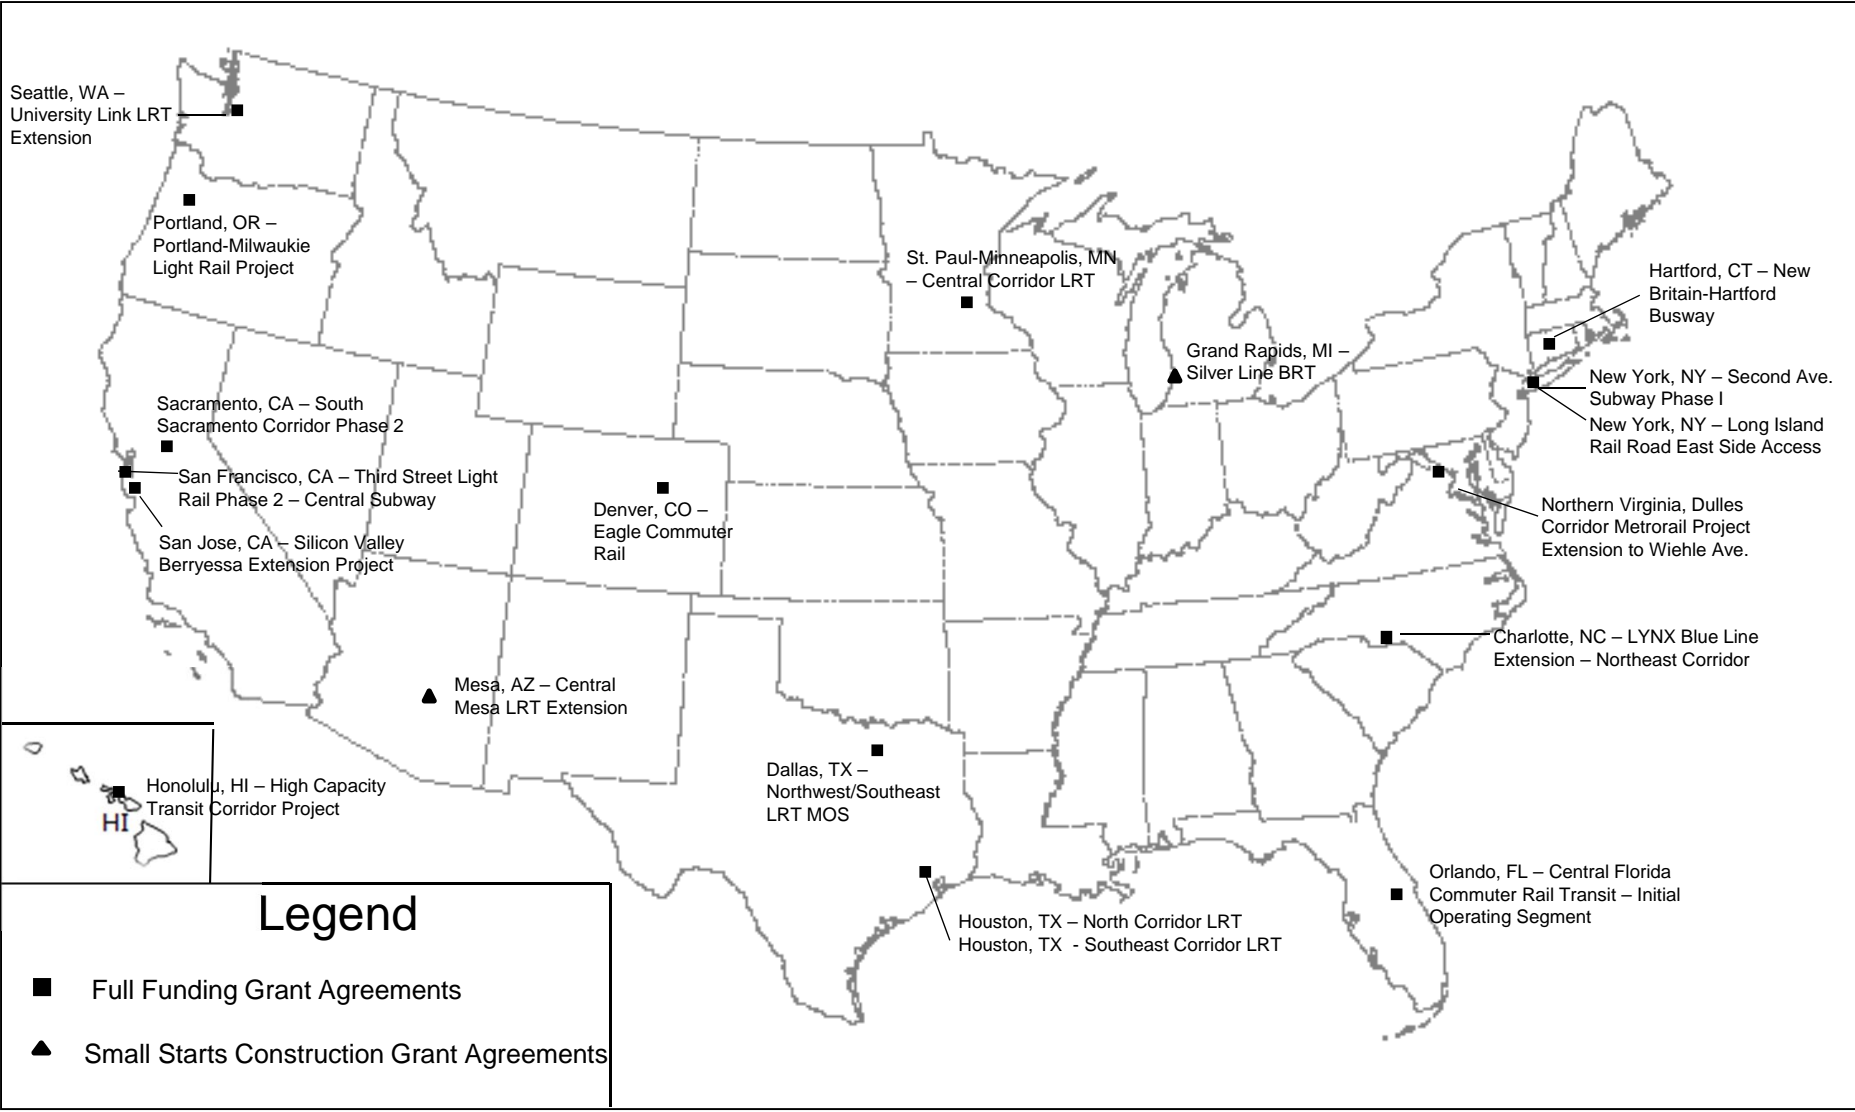 Seattle, WA –
University Link LRT
Extension
Portland, OR –
Portland-Milwaukie
Light Rail Project
St. Paul-Minneapolis, MN
– Central Corridor LRT
Hartford, CT – New
Britain-Hartford
Busway
Grand Rapids, MI –
Silver Line BRT
New York, NY – Second Ave.
Subway Phase I
New York, NY – Long Island
Rail Road East Side Access
Sacramento, CA – South
Sacramento Corridor Phase 2
San Francisco, CA – Third Street Light
Rail Phase 2 – Central Subway
San Jose, CA – Silicon Valley
Berryessa Extension Project
Denver, CO –
Eagle Commuter
Rail
Northern Virginia, Dulles
Corridor Metrorail Project
Extension to Wiehle Ave.
Charlotte, NC – LYNX Blue Line
Extension – Northeast Corridor
Mesa, AZ – Central
Mesa LRT Extension
Dallas, TX –
Northwest/Southeast
LRT MOS
Honolulu, HI – High Capacity
Transit Corridor Project
HI
Orlando, FL – Central Florida
Commuter Rail Transit – Initial
Operating Segment
Houston, TX – North Corridor LRT
Houston, TX - Southeast Corridor LRT
Legend
Full Funding Grant Agreements
Small Starts Construction Grant Agreements